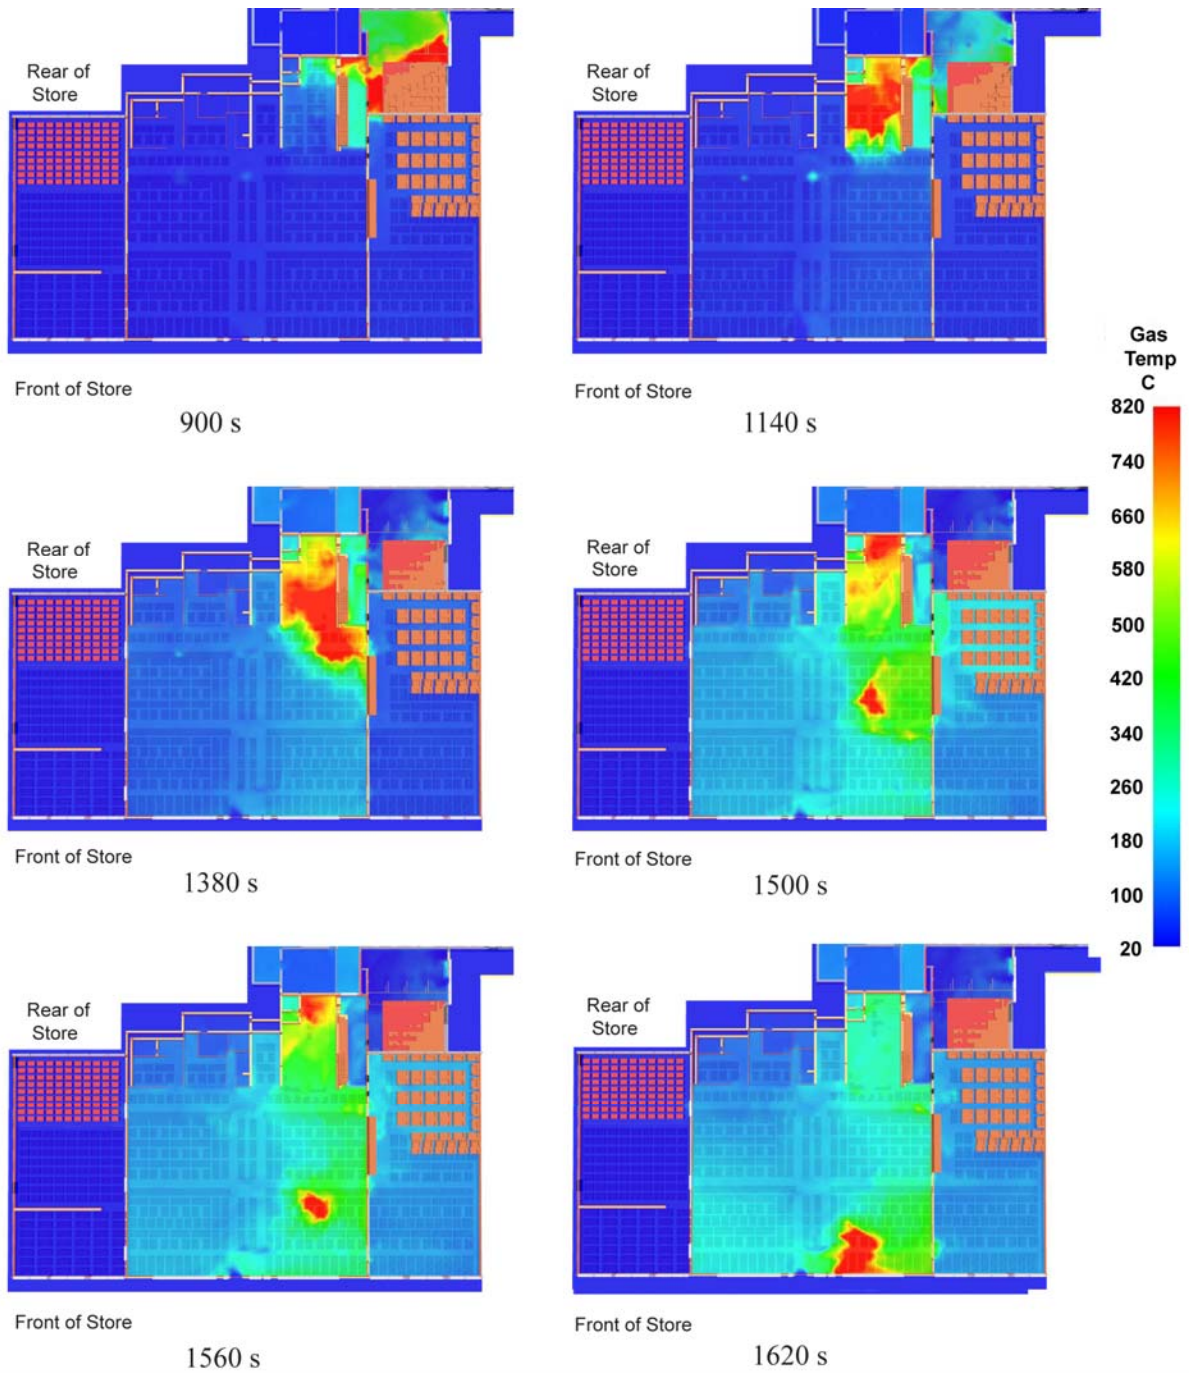 Rear of
Store
Rear of
Store
Front of Store
900 s
Front of Store
1140 s
Gas
Temp
C
820
740
660
580
500
420
340
260
180
100
20
Rear of
Store
Rear of
Store
Front of Store
1380 s
Front of Store
1500 s
Rear of
Store
Rear of
Store
Front of Store
1560 s
Front of Store
1620 s